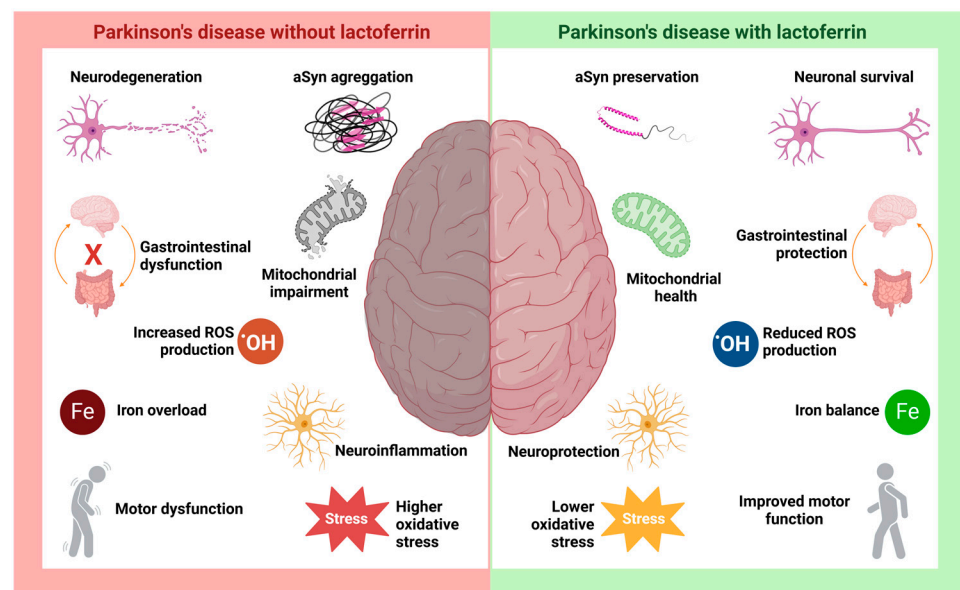 Parkinson's disease without lactoferrin
Neurodegeneration
aSyn agreggation
X
Gastrointestinal
dysfunction
Mitochondrial
impairment
Increased ROS
production
•OH
Fe
Iron overload
Neuroinflammation
Motor dysfunction
Stress
Higher
oxidative
stress
Parkinson's disease with lactoferrin
aSyn preservation
Neuronal survival
Gastrointestinal
protection
Mitochondrial
health
•OH
Reduced ROS
production
Iron balance
Fe
Neuroprotection
Lower
oxidative
stress
Stress
Improved motor
function